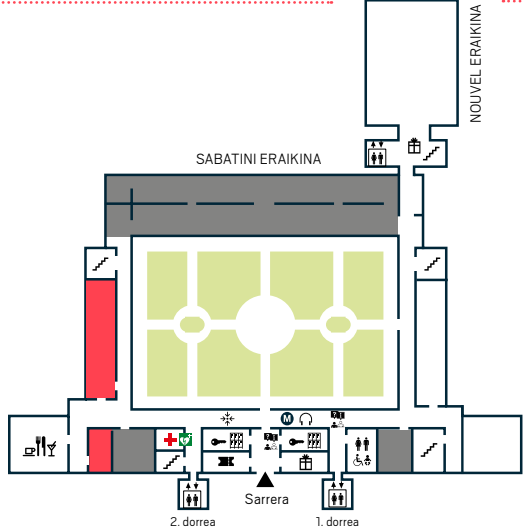 NOUVEL ERAIKINA
SABATINI ERAIKINA
M
Sarrera
2. dorrea
1. dorrea